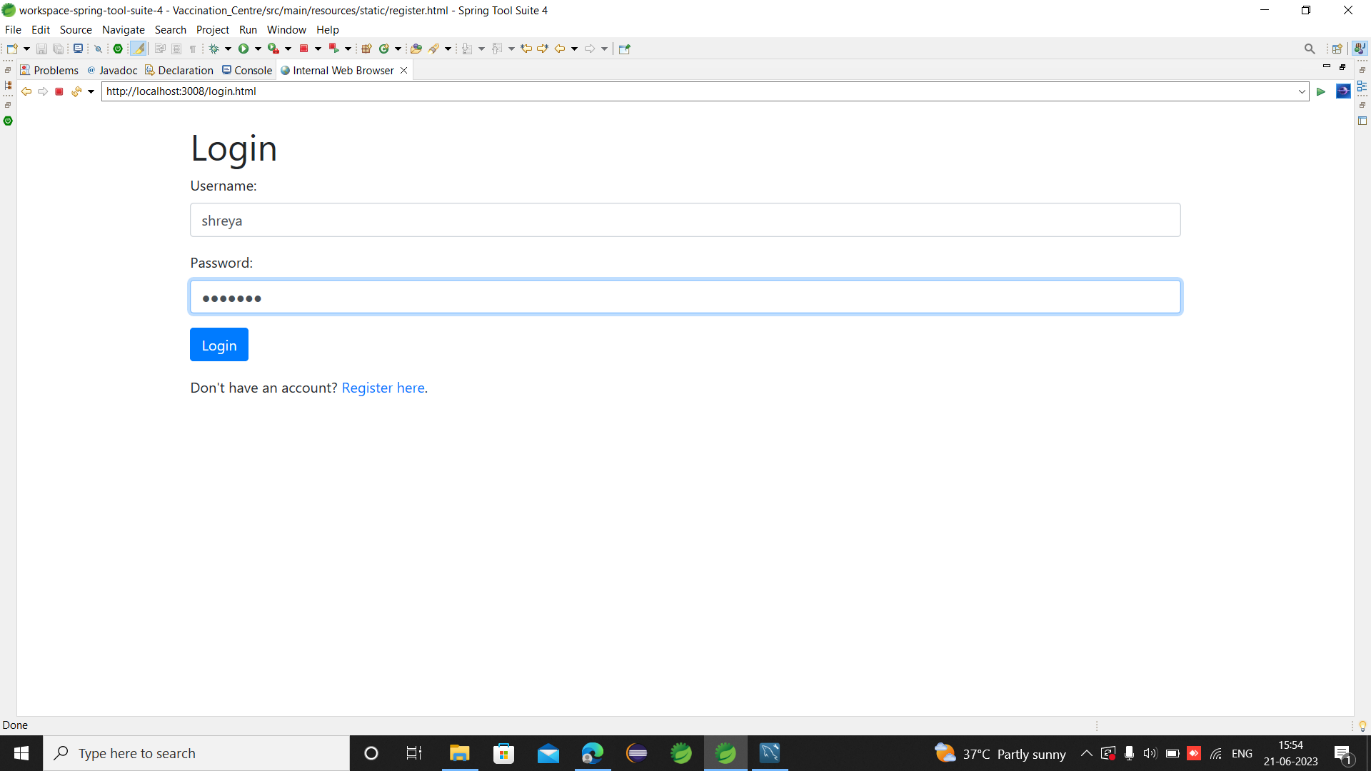 workspace-spring-tool-suite-4 - Vaccination_Centre/src/main/resources/static/register.html - Spring Tool Suite 4
File Edit Source Navigate Search Project Run Window Help
Problems Javadoc Declaration Console Internal Web Browser
http://localhost:3008/login.html
Login
Username:
shreya
Password:
●●●●●●●
Login
Don't have an account? Register here.
Done
Type here to search
37°C Partly sunny
ENG
15:54
21-06-2023
1